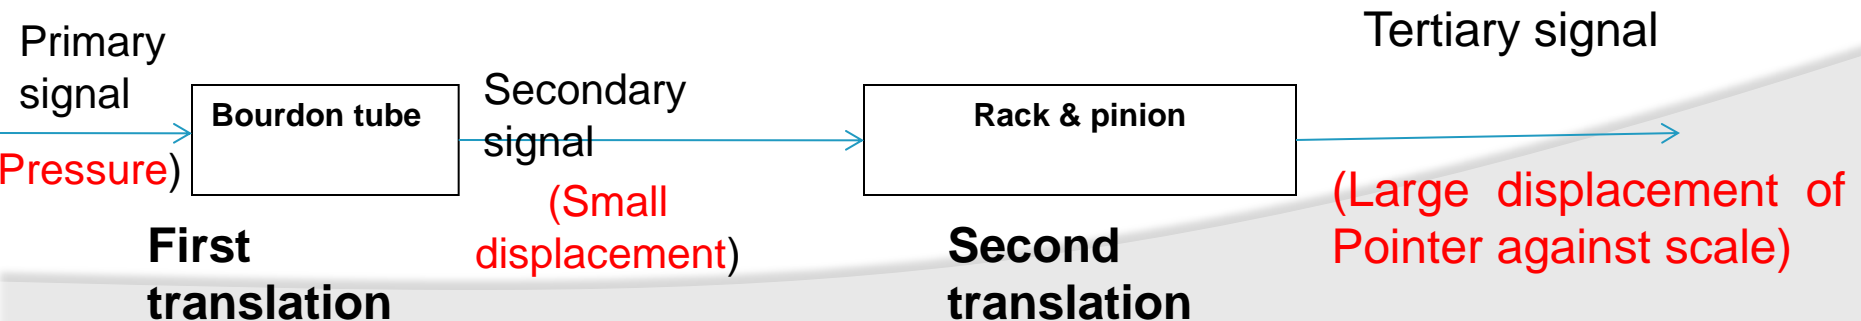 Primary
signal
Pressure)
Bourdon tube
First
translation
Secondary
signal
(Small
displacement)
Rack & pinion
Second
translation
Tertiary signal
(Large displacement of
Pointer against scale)